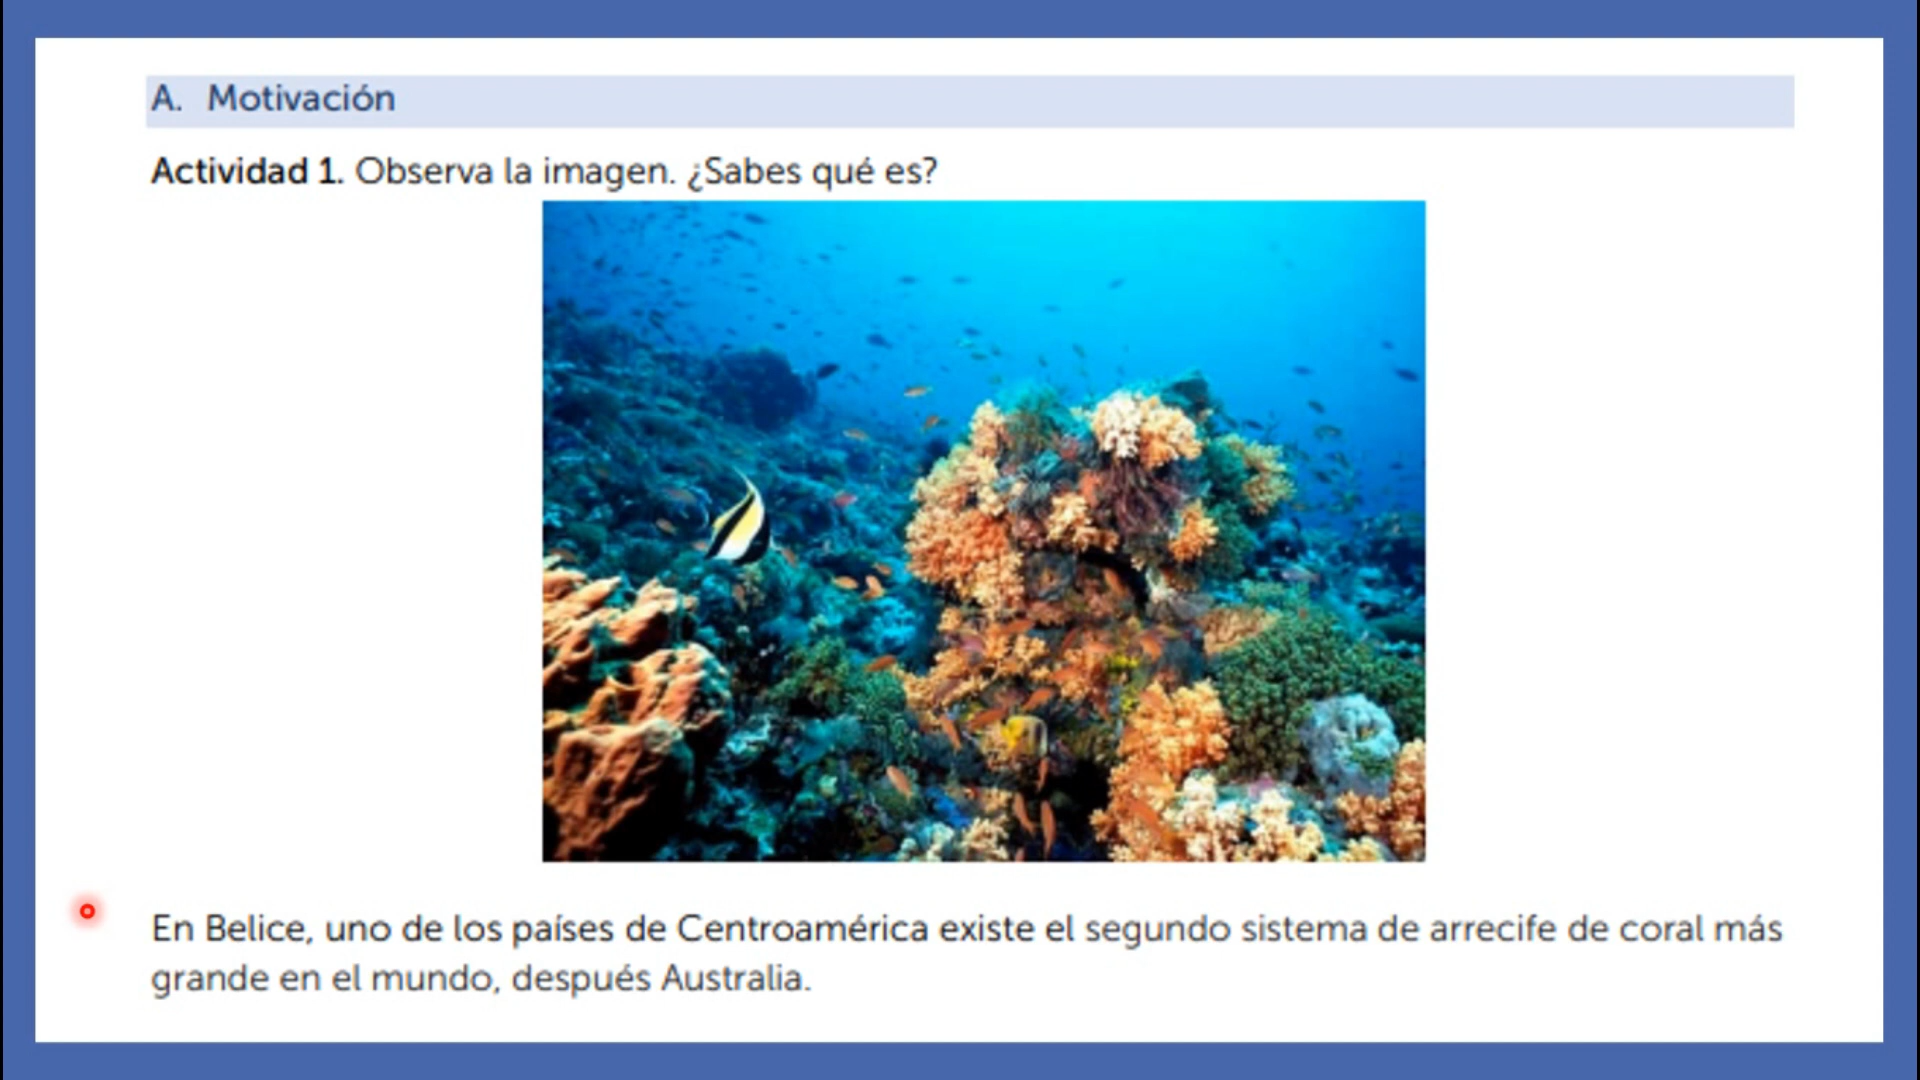 A. Motivación
Actividad 1. Observa la imagen. ¿Sabes qué es?
En Belice, uno de los países de Centroamérica existe el segundo sistema de arrecife de coral más
grande en el mundo, después Australia.